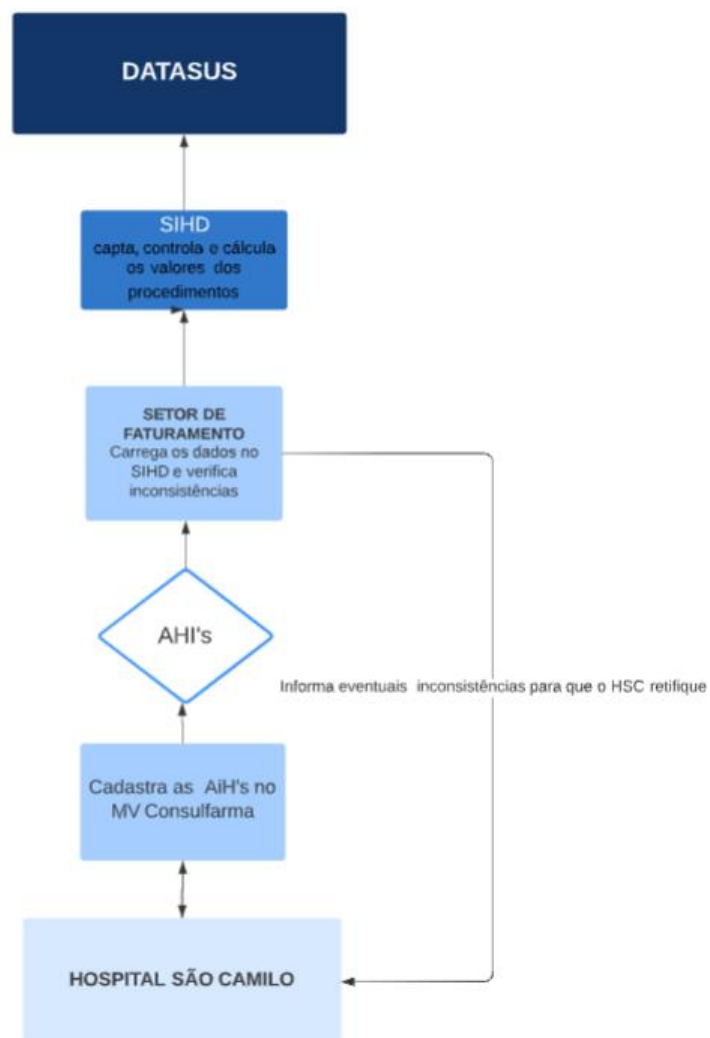 DATASUS
SIHD
capta, controla e cálcula
os valores dos
procedimentos
SETOR DE
FATURAMENTO
Carrega os dados no
SIHD e verifica
inconsistências
AHI's
Informa eventuais inconsistências para que o HSC retifique
Cadastra as AiH's no
MV Consulfarma
HOSPITAL SÃO CAMILO